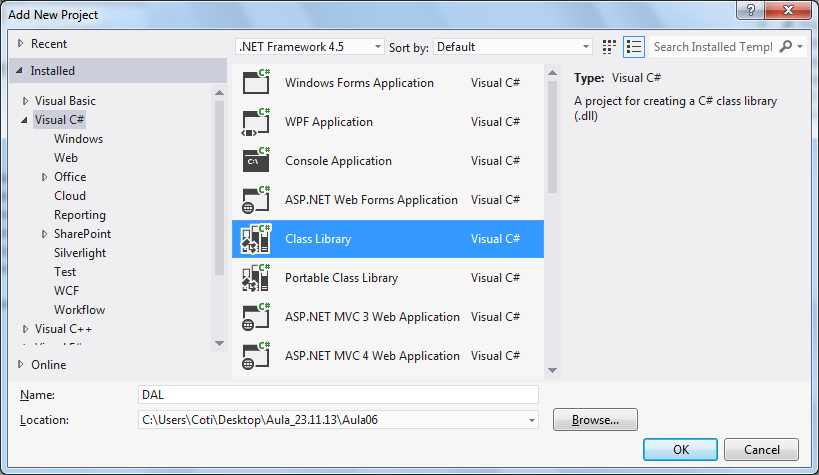 Add New Project
Recent
.NET Framework 4.5 Sort by: Default Search Installed Templ
Installed
Visual Basic
Visual C#
Windows
Web
Office
Cloud
Reporting
SharePoint
Silverlight
Test
WCF
Workflow
Visual C++
Online
Windows Forms Application Visual C#
WPF Application Visual C#
Console Application Visual C#
ASP.NET Web Forms Application Visual C#
Class Library Visual C#
Portable Class Library Visual C#
ASP.NET MVC 3 Web Application Visual C#
ASP.NET MVC 4 Web Application Visual C#
Type: Visual C#
A project for creating a C# class library
(.dll)
Name: DAL
Location: C:\Users\Coti\Desktop\Aula_23.11.13\Aula06 Browse...
OK Cancel